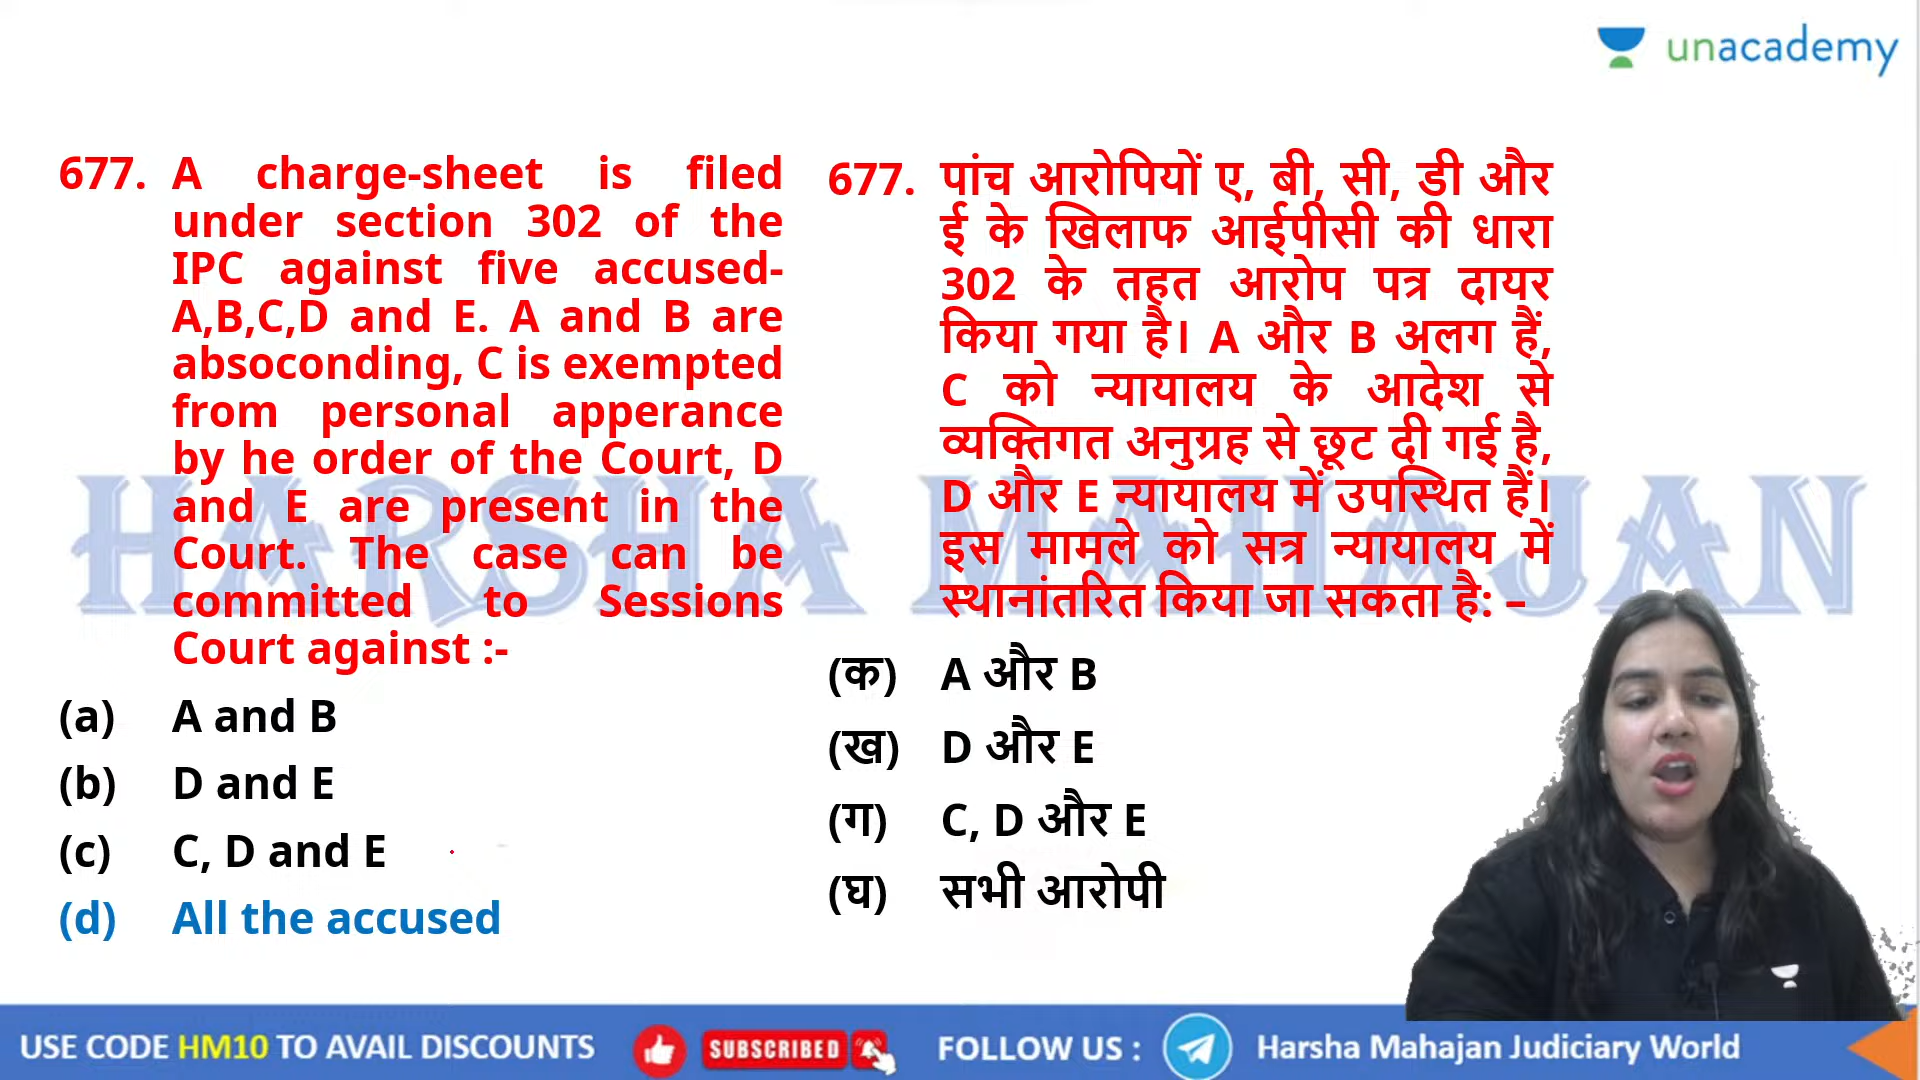 unacademy
677. A charge-sheet is filed
under section 302 of the
IPC against five accused-
A,B,C,D and E. A and B are
absoconding, C is exempted
from personal apperance
by he order of the Court, D
and E are present in the
Court. The case can be
committed to Sessions
Court against :-
(a) A and B
(b) D and E
(c) C, D and E
(d) All the accused
677. पांच आरोपियों ए, बी, सी, डी और
ई के खिलाफ आईपीसी की धारा
302 के तहत आरोप पत्र दायर
किया गया है। A और B अलग हैं,
C को न्यायालय के आदेश से
व्यक्तिगत अनुग्रह से छूट दी गई है,
D और E न्यायालय में उपस्थित हैं।
इस मामले को सत्र न्यायालय में
स्थानांतरित किया जा सकता है: –
(क) A और B
(ख) D और E
(ग) C, D और E
(घ) सभी आरोपी
HARSHA MAHAJAN
USE CODE HM10 TO AVAIL DISCOUNTS
SUBSCRIBED
FOLLOW US :
Harsha Mahajan Judiciary World